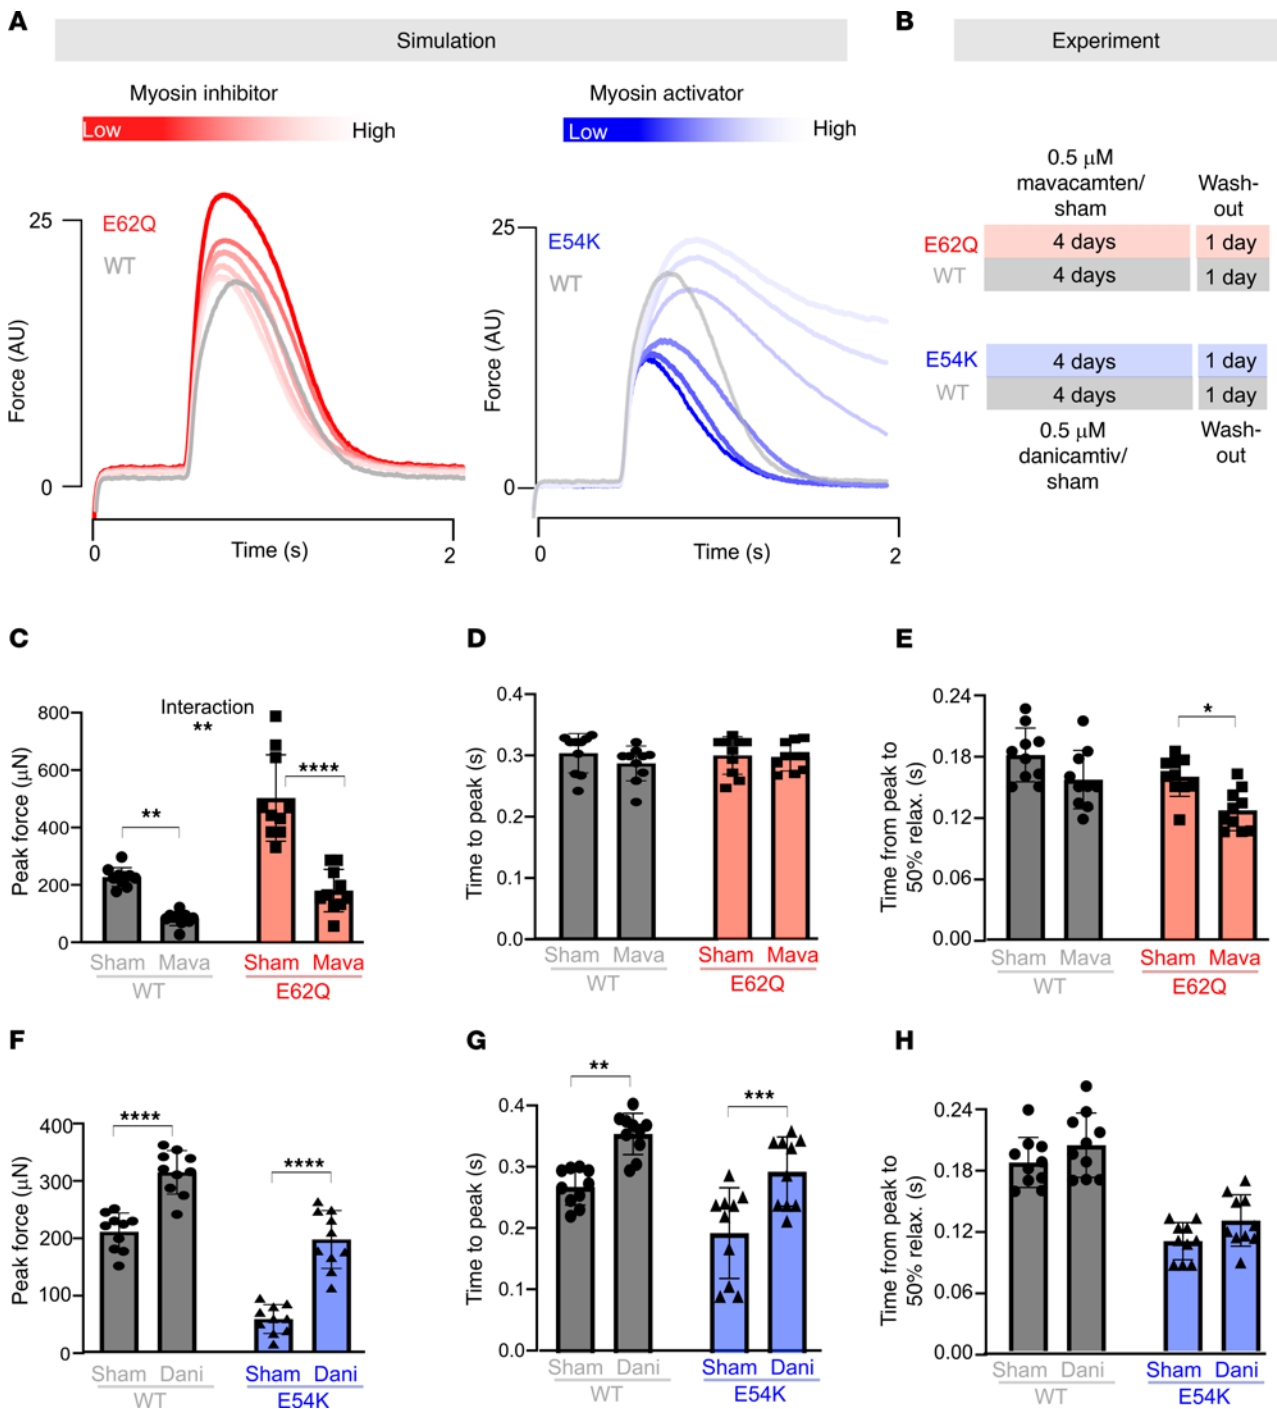 A
Simulation
Myosin inhibitor
Low
High
Myosin activator
Low
High
25
E62Q
WT
Force (AU)
0
0
Time (s)
2
25
E54K
WT
Force (AU)
0
0
Time (s)
2
B
Experiment
0.5 μM
mavacamten/
sham
Wash-
out
E62Q
4 days
1 day
WT
4 days
1 day
E54K
4 days
1 day
WT
4 days
1 day
0.5 μM
danicamtiv/
sham
Wash-
out
C
Peak force (μN)
800
600
400
200
0
Interaction
**
**
****
Sham
Mava
Sham
Mava
WT
E62Q
D
Time to peak (s)
0.4
0.3
0.2
0.1
0.0
Sham
Mava
Sham
Mava
WT
E62Q
E
Time from peak to
50% relax. (s)
0.24
0.18
0.12
0.06
0.00
*
Sham
Mava
Sham
Mava
WT
E62Q
F
Peak force (μN)
400
300
200
100
0
****
****
Sham
Dani
Sham
Dani
WT
E54K
G
Time to peak (s)
0.4
0.3
0.2
0.1
0.0
**
***
Sham
Dani
Sham
Dani
WT
E54K
H
Time from peak to
50% relax. (s)
0.24
0.18
0.12
0.06
0.00
Sham
Dani
Sham
Dani
WT
E54K